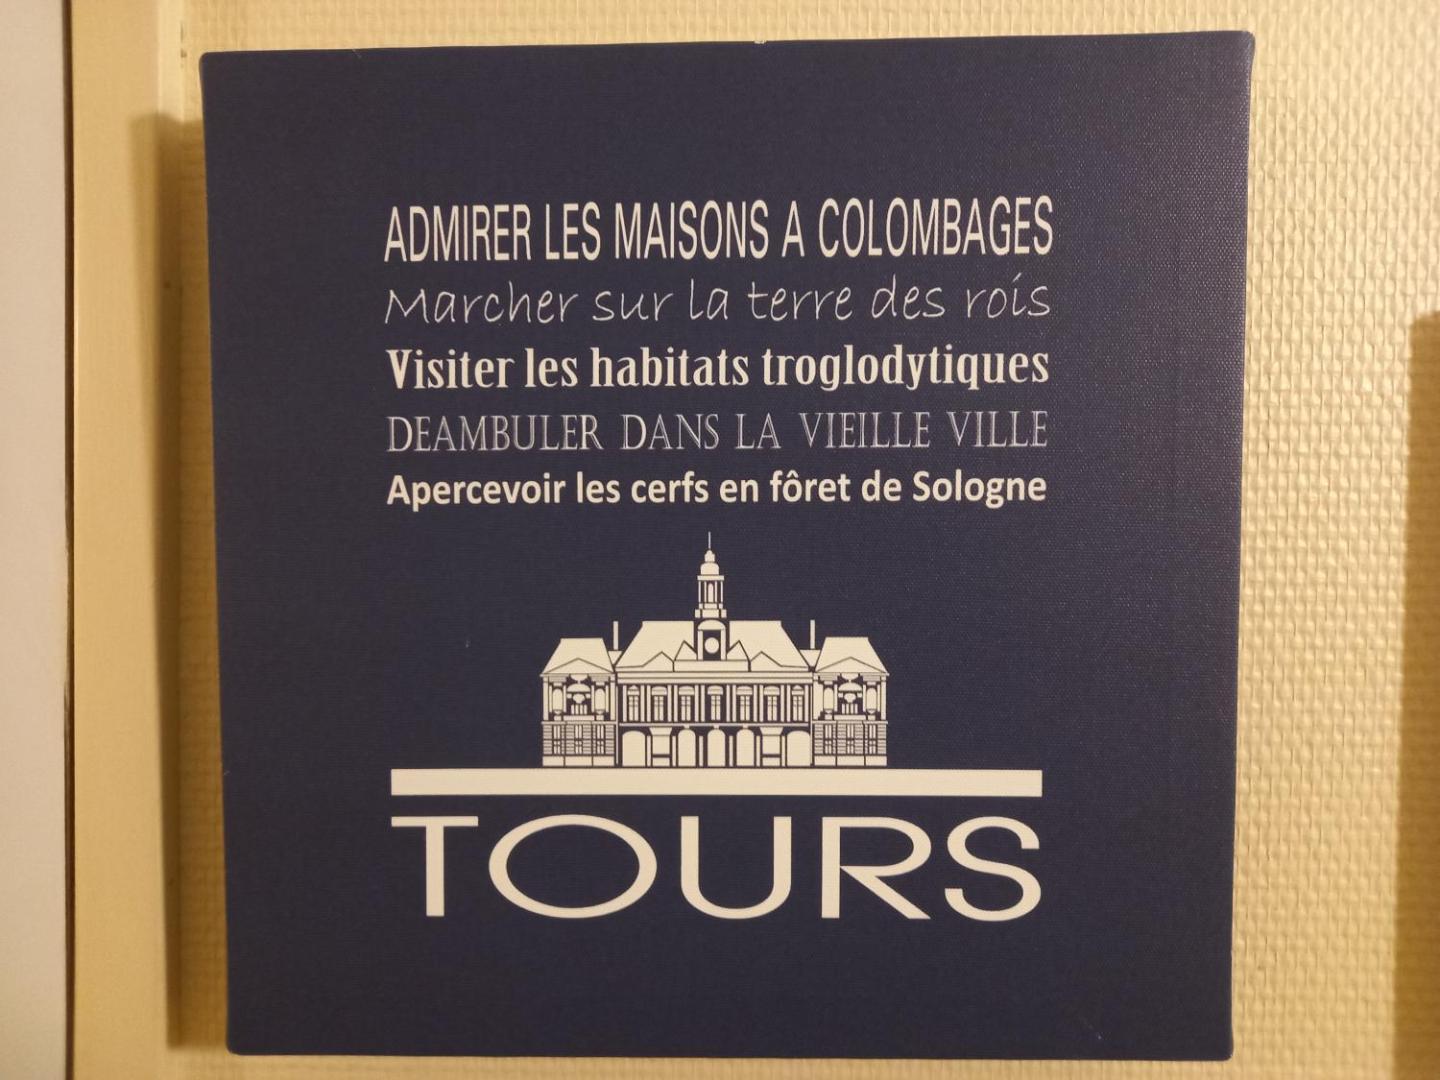 ADMIRER LES MAISONS A COLOMBAGES
Marcher sur la terre des rois
Visiter les habitats troglodytiques
DEAMBULER DANS LA VIEILLE VILLE
Apercevoir les cerfs en fôret de Sologne
TOURS